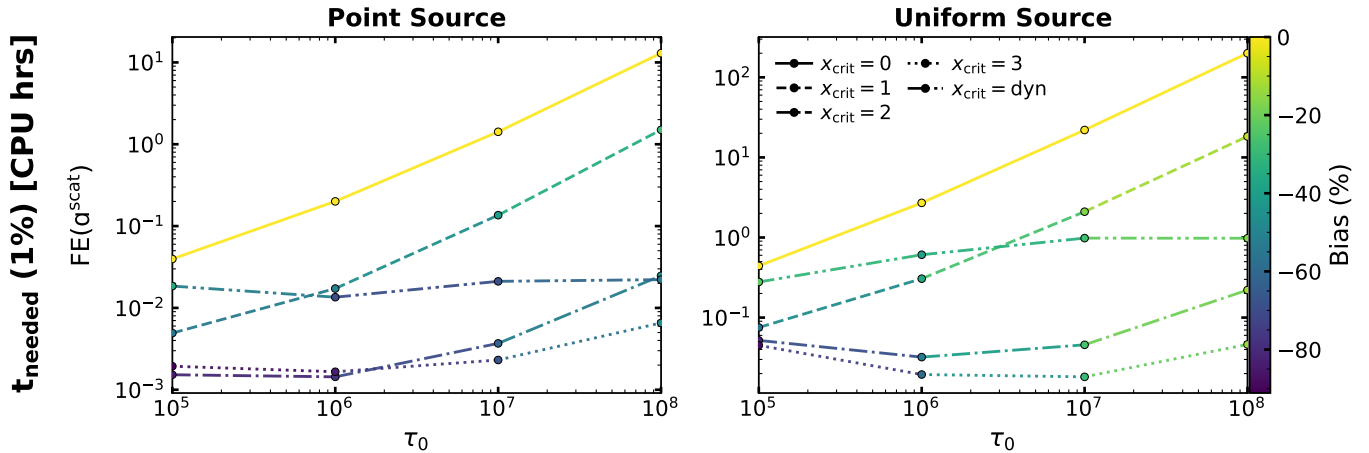 Point Source
Uniform Source
t_needed (1%) [CPU hrs]
FE(α^scat)
10^1
10^0
10^-1
10^-2
10^-3
10^5
10^6
10^7
10^8
τ_0
10^2
10^1
10^0
10^-1
10^5
10^6
10^7
10^8
τ_0
x_crit = 0
x_crit = 1
x_crit = 2
x_crit = 3
x_crit = dyn
0
−20
−40
−60
−80
Bias (%)